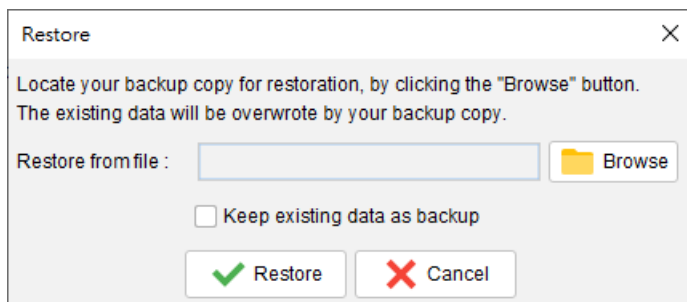 Restore
Locate your backup copy for restoration, by clicking the "Browse" button.
The existing data will be overwrote by your backup copy.
Restore from file :
Browse
Keep existing data as backup
Restore
Cancel